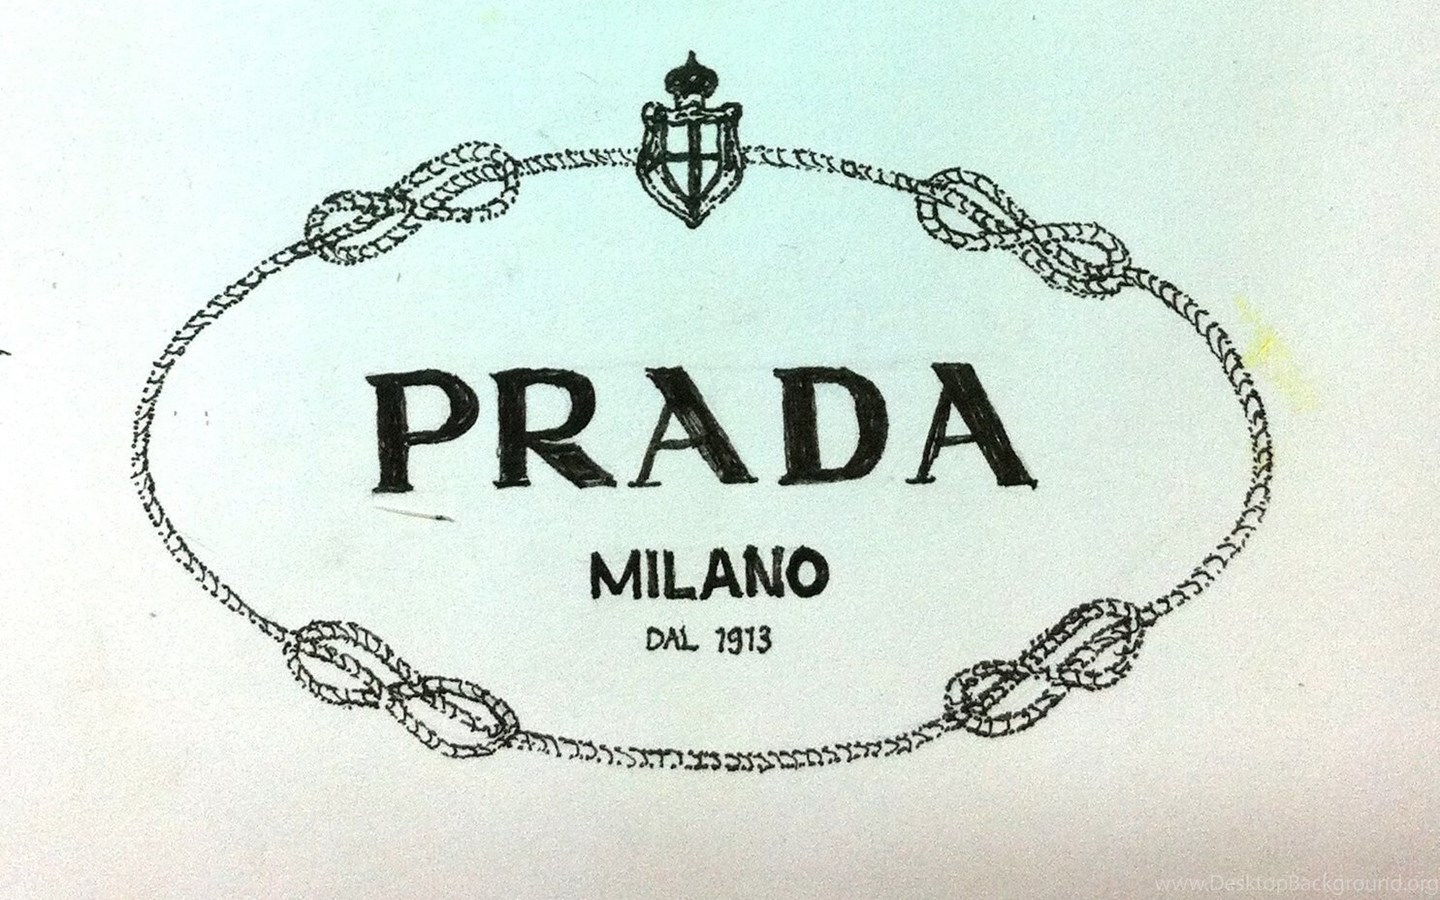 PRADA
MILANO
DAL 1913
www.DesktopBackground.org